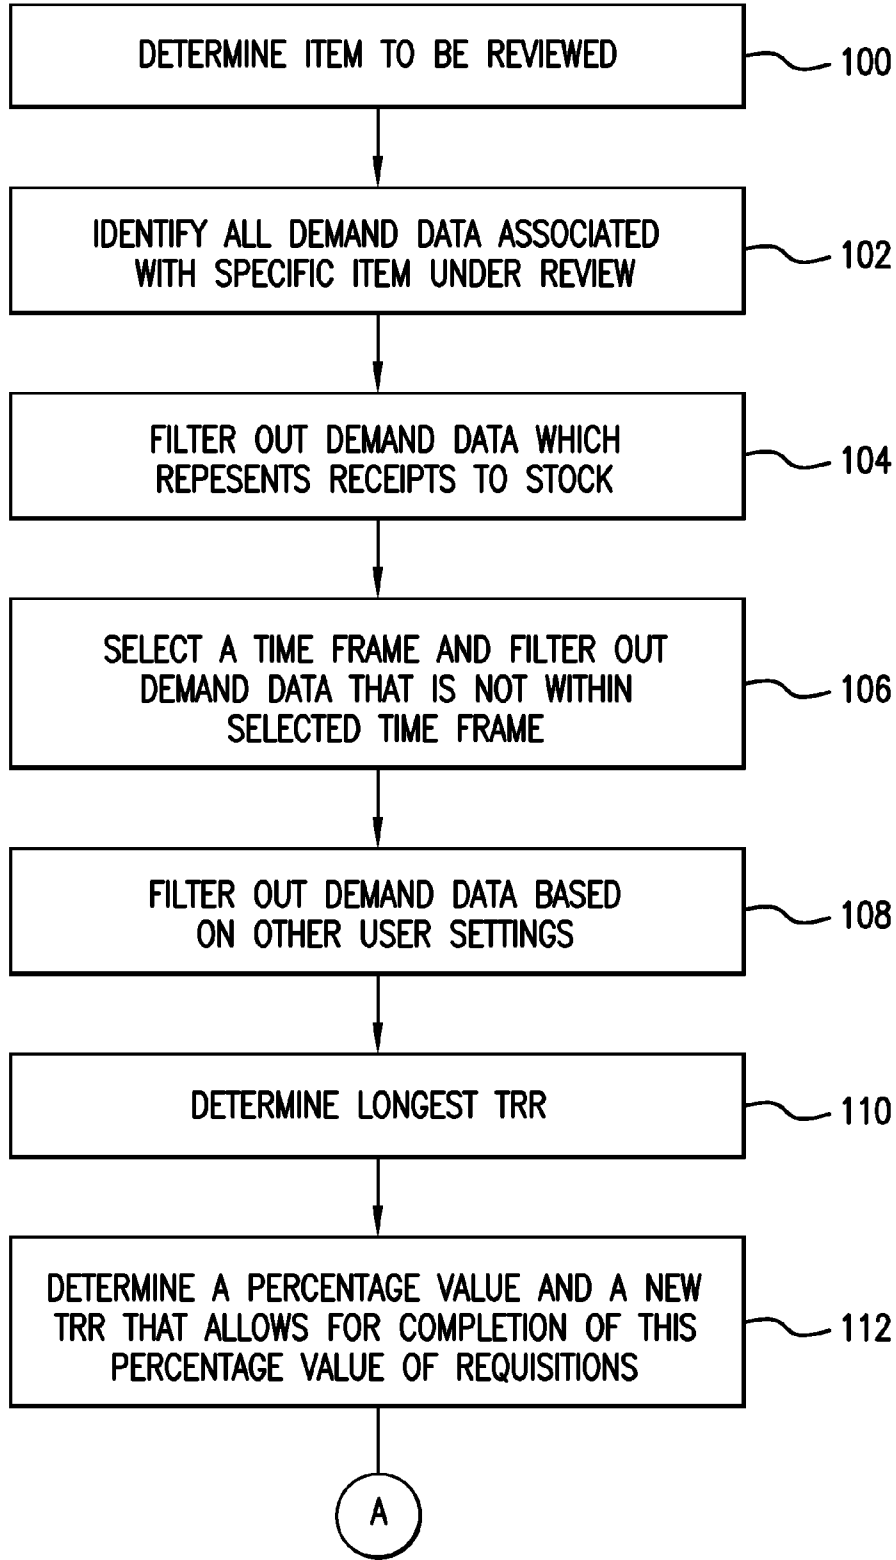 DETERMINE ITEM TO BE REVIEWED
100
IDENTIFY ALL DEMAND DATA ASSOCIATED
WITH SPECIFIC ITEM UNDER REVIEW
102
FILTER OUT DEMAND DATA WHICH
REPESENTS RECEIPTS TO STOCK
104
SELECT A TIME FRAME AND FILTER OUT
DEMAND DATA THAT IS NOT WITHIN
SELECTED TIME FRAME
106
FILTER OUT DEMAND DATA BASED
ON OTHER USER SETTINGS
108
DETERMINE LONGEST TRR
110
DETERMINE A PERCENTAGE VALUE AND A NEW
TRR THAT ALLOWS FOR COMPLETION OF THIS
PERCENTAGE VALUE OF REQUISITIONS
112
A